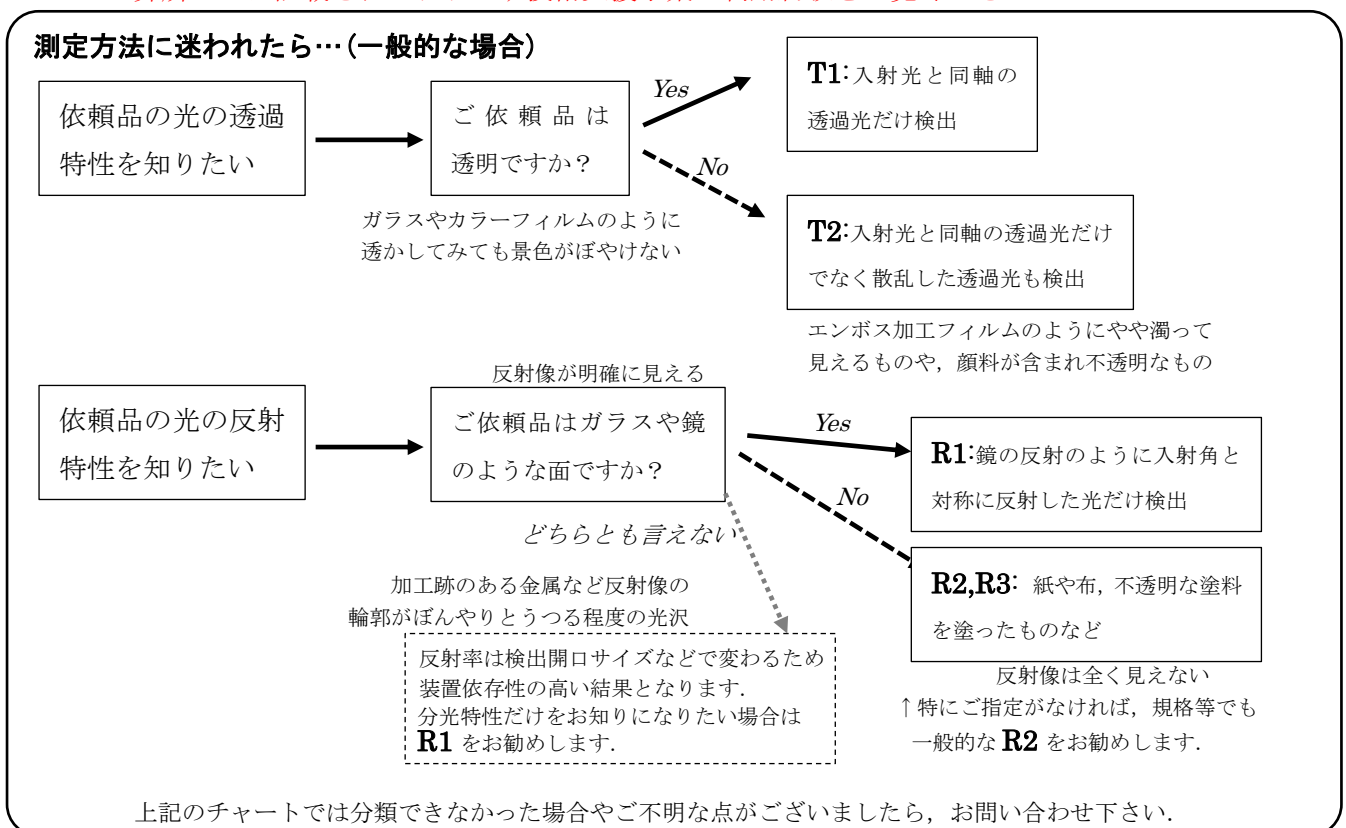 測定方法に迷われたら…(一般的な場合)
依頼品の光の透過
特性を知りたい
ご依頼品は
透明ですか？
ガラスやカラーフィルムのように
透かしてみても景色がぼやけない
Yes
T1:入射光と同軸の
透過光だけ検出
No
T2:入射光と同軸の透過光だけ
でなく散乱した透過光も検出
エンボス加工フィルムのようにやや濁って
見えるものや，顔料が含まれ不透明なもの
依頼品の光の反射
特性を知りたい
反射像が明確に見える
ご依頼品はガラスや鏡
のような面ですか？
Yes
R1:鏡の反射のように入射角と
対称に反射した光だけ検出
No
R2,R3: 紙や布，不透明な塗料
を塗ったものなど
反射像は全く見えない
↑特にご指定がなければ，規格等でも
一般的な R2 をお勧めします．
どちらとも言えない
加工跡のある金属など反射像の
輪郭がぼんやりとうつる程度の光沢
反射率は検出開口サイズなどで変わるため
装置依存性の高い結果となります．
分光特性だけをお知りになりたい場合は
R1 をお勧めします．
上記のチャートでは分類できなかった場合やご不明な点がございましたら，お問い合わせ下さい．